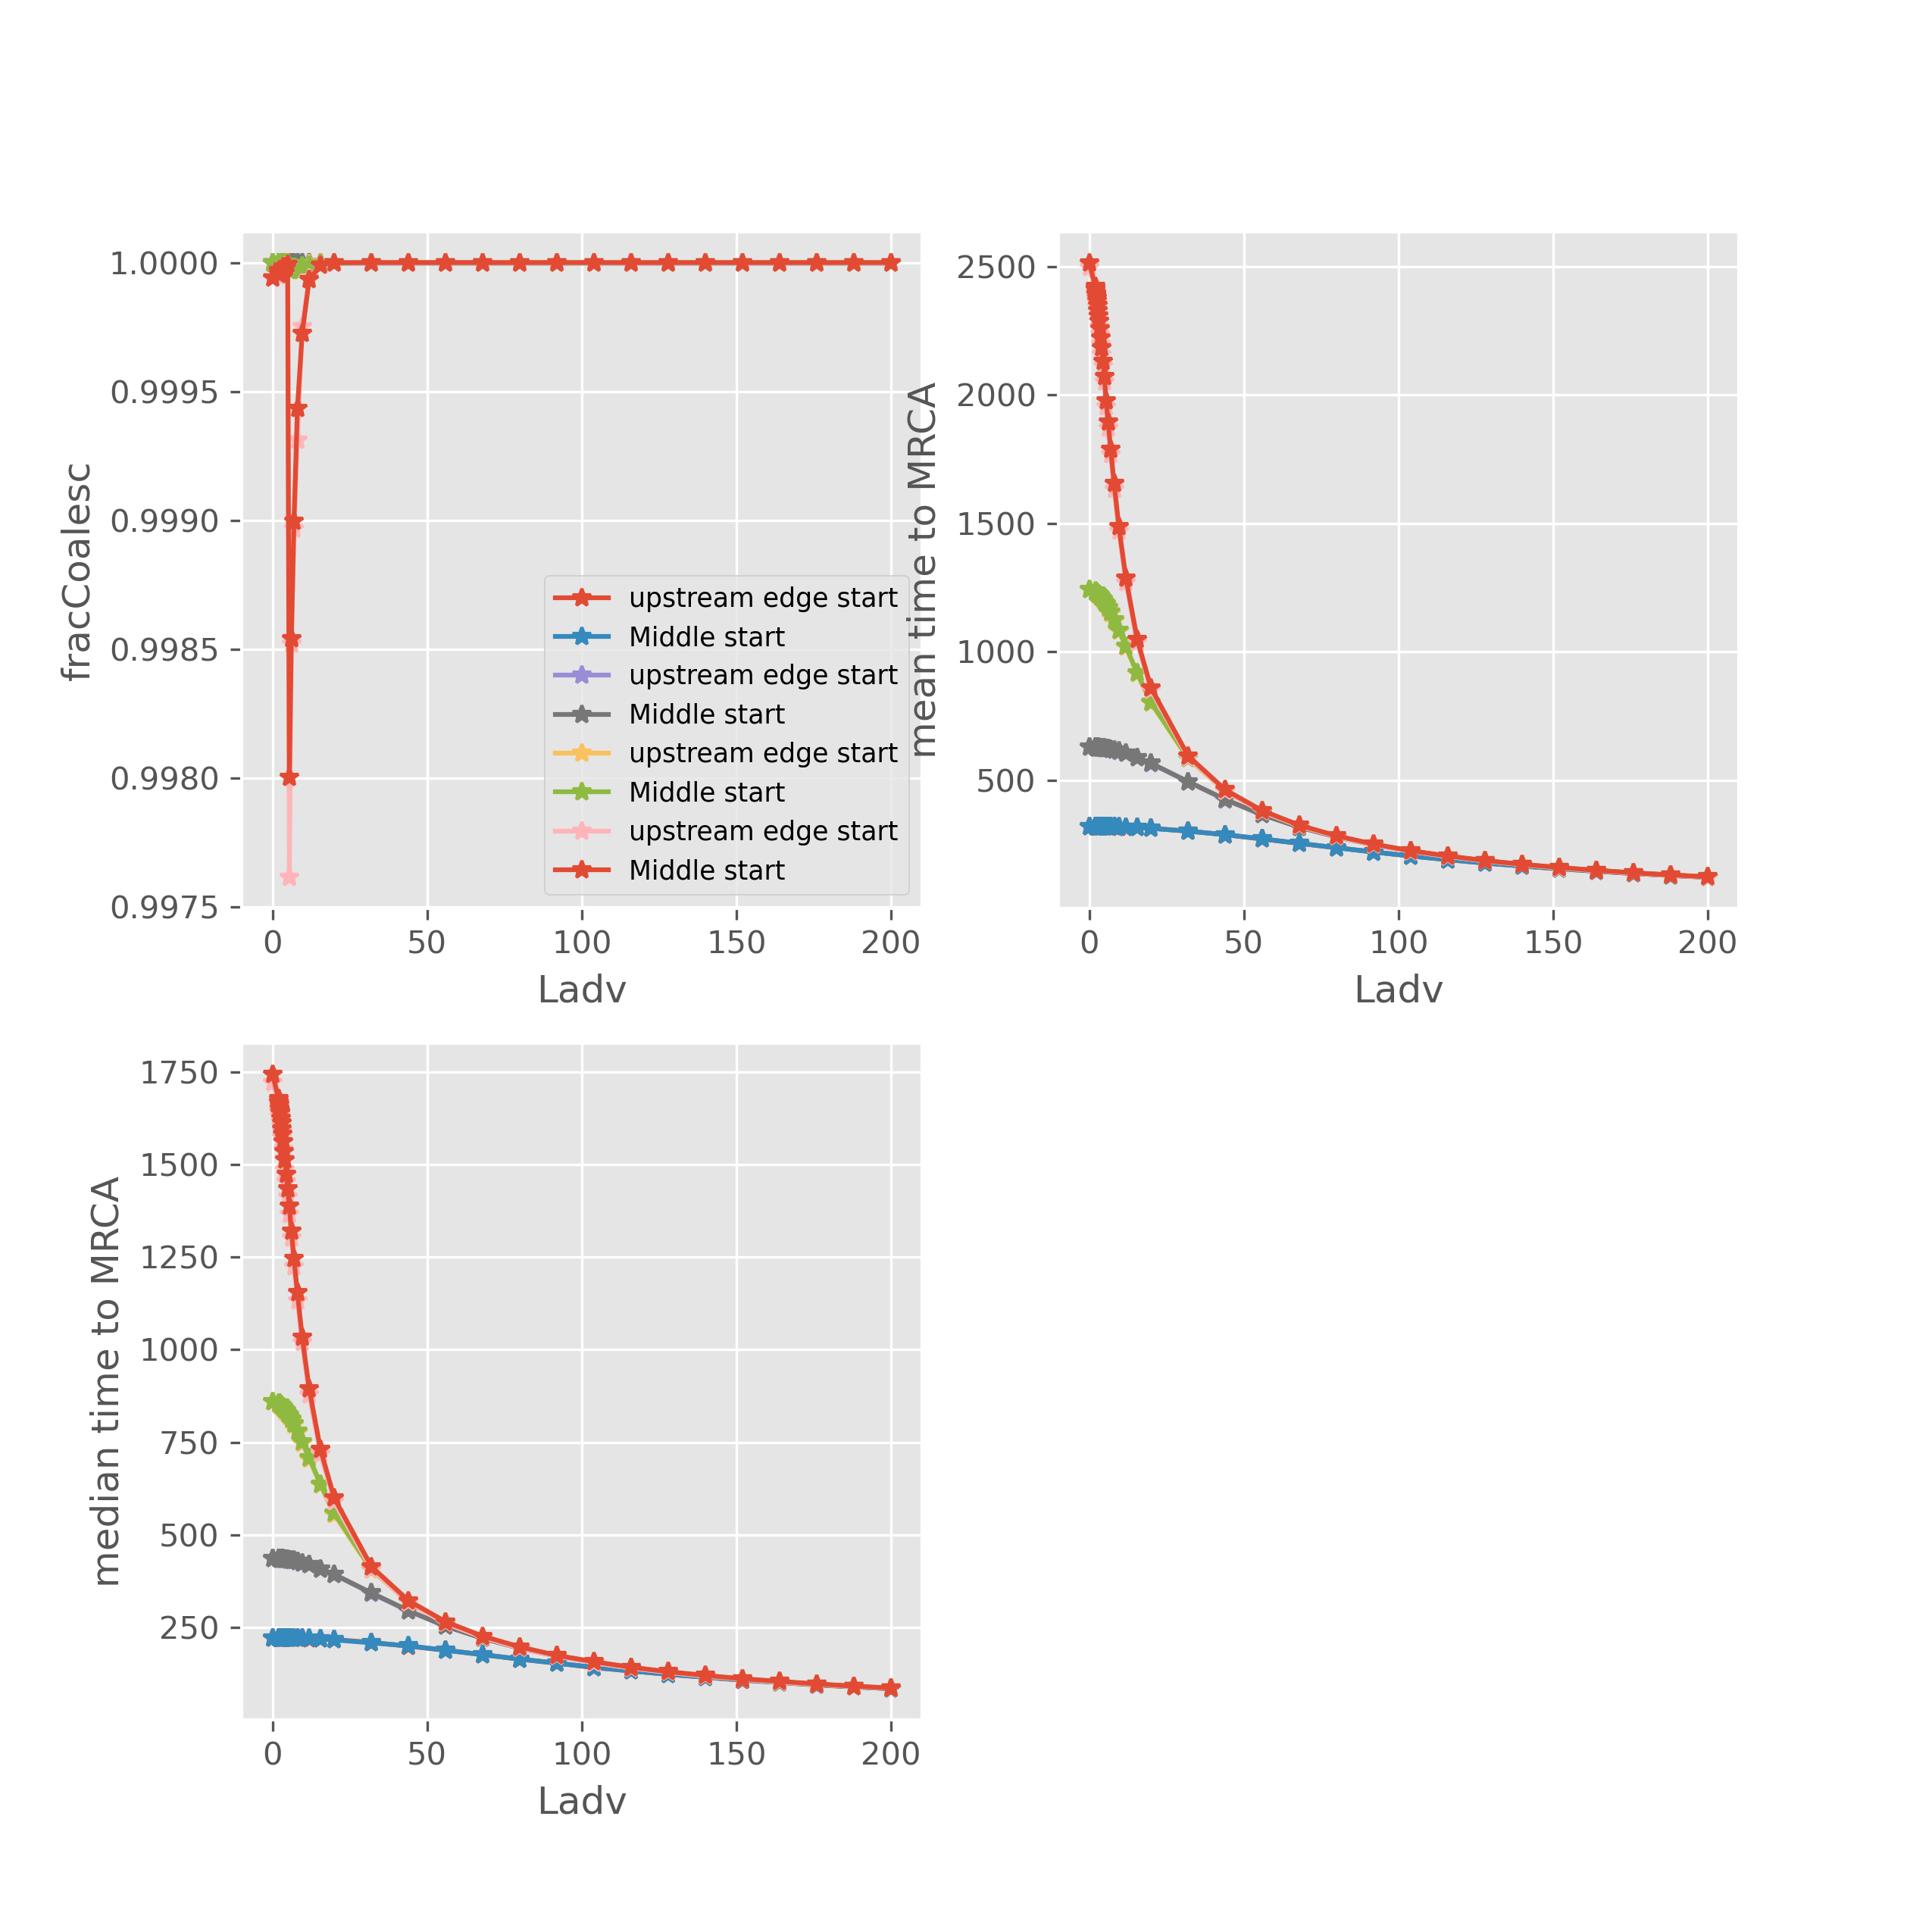 1.0000
0.9995
0.9990
0.9985
0.9980
0.9975
fracCoalesc
0 50 100 150 200
Ladv
upstream edge start
Middle start
upstream edge start
Middle start
upstream edge start
Middle start
upstream edge start
Middle start
2500
2000
1500
1000
500
mean time to MRCA
0 50 100 150 200
Ladv
1750
1500
1250
1000
750
500
250
median time to MRCA
0 50 100 150 200
Ladv